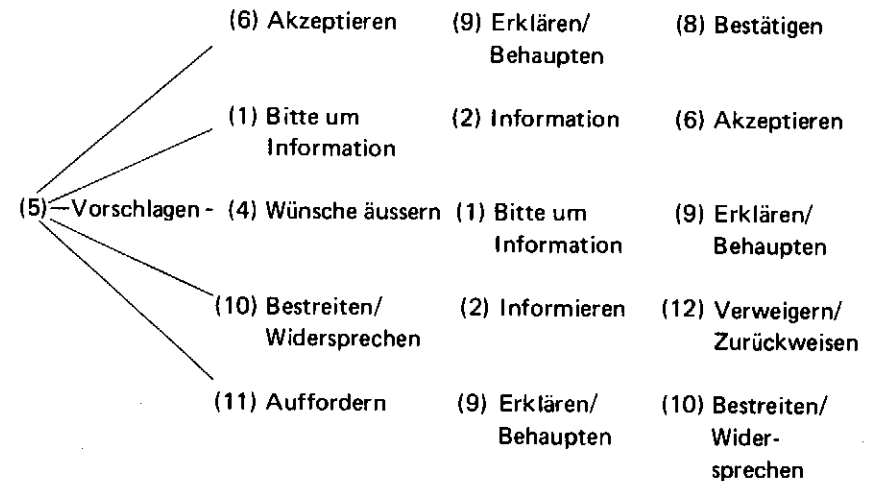 (6) Akzeptieren (9) Erklären/ (8) Bestätigen
Behaupten
(1) Bitte um (2) Information (6) Akzeptieren
Information
(5)—Vorschlagen - (4) Wünsche äussern (1) Bitte um (9) Erklären/
Information Behaupten
(10) Bestreiten/ (2) Informieren (12) Verweigern/
Widersprechen Zurückweisen
(11) Auffordern (9) Erklären/ (10) Bestreiten/
Behaupten Wider-
sprechen